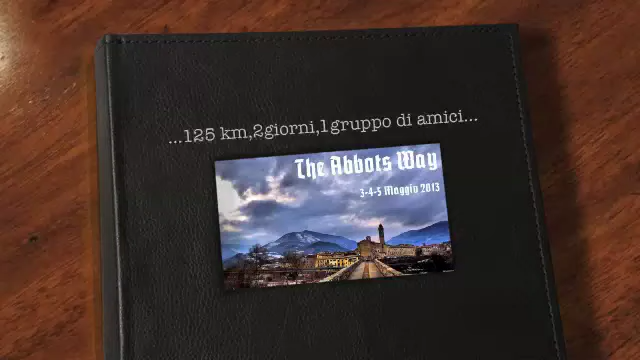 ...125 km,2giorni,1gruppo di amici...
The Abbots Way
3-4-5 Maggio 2013